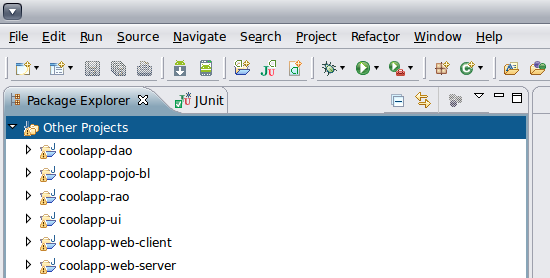 File Edit Run Source Navigate Search Project Refactor Window Help
Package Explorer JUnit
Other Projects
coolapp-dao
coolapp-pojo-bl
coolapp-rao
coolapp-ui
coolapp-web-client
coolapp-web-server